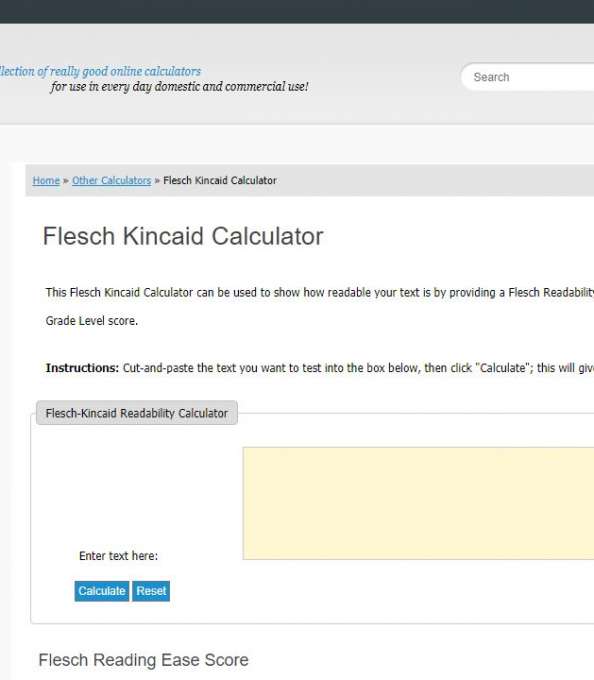 llection of really good online calculators
for use in every day domestic and commercial use!
Search
Home » Other Calculators » Flesch Kincaid Calculator
Flesch Kincaid Calculator
This Flesch Kincaid Calculator can be used to show how readable your text is by providing a Flesch Readability
Grade Level score.
Instructions: Cut-and-paste the text you want to test into the box below, then click "Calculate"; this will giv
Flesch-Kincaid Readability Calculator
Enter text here:
Calculate Reset
Flesch Reading Ease Score